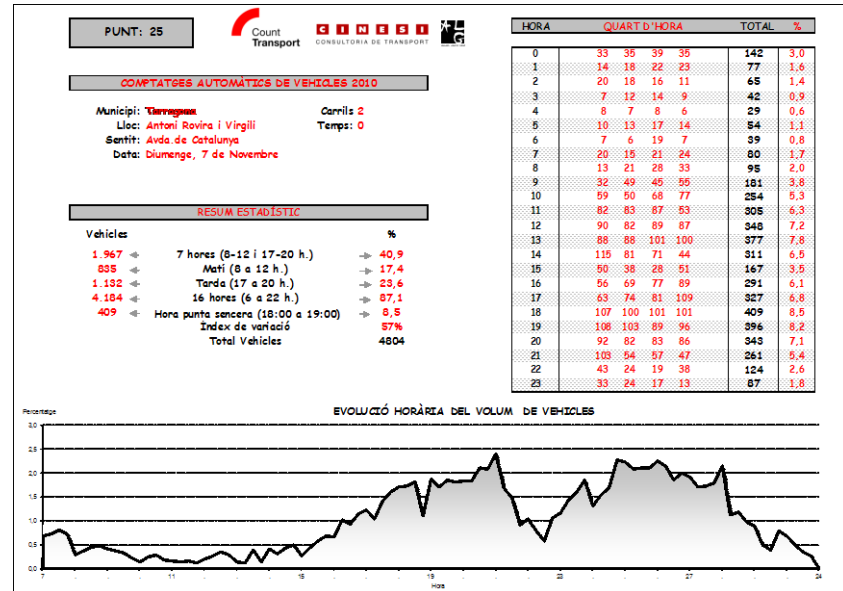 PUNT: 25
Count
Transport
CINESI
CONSULTORIA DE TRANSPORT
COMPTATGES AUTOMÀTICS DE VEHICLES 2010
Municipi: Carrils 2
Lloc: Antoni Rovira i Virgili Temps: 0
Sentit: Avda.de Catalunya
Data: Diumenge, 7 de Novembre
RESUM ESTADÍSTIC
Vehicles %
1.967 7 hores (8-12 i 17-20 h.) 40,9
835 Matí (8 a 12 h.) 17,4
1.132 Tarda (17 a 20 h.) 23,6
4.184 16 hores (6 a 22 h.) 87,1
409 Hora punta sencera (18:00 a 19:00) 8,5
Índex de variació 57%
Total Vehicles 4804
HORA QUART D'HORA TOTAL %
0 33 35 39 35 142 3,0
1 14 18 22 23 77 1,6
2 20 18 16 11 65 1,4
3 7 12 14 9 42 0,9
4 8 7 8 6 29 0,6
5 10 13 17 14 54 1,1
6 7 6 19 7 39 0,8
7 20 15 21 24 80 1,7
8 13 21 28 33 95 2,0
9 32 49 45 55 181 3,8
10 59 50 68 77 254 5,3
11 82 83 87 53 305 6,3
12 90 82 89 87 348 7,2
13 88 88 101 100 377 7,8
14 115 81 71 44 311 6,5
15 50 38 28 51 167 3,5
16 56 69 77 89 291 6,1
17 63 74 81 109 327 6,8
18 107 100 101 101 409 8,5
19 108 103 89 96 396 8,2
20 92 82 83 86 343 7,1
21 103 54 57 47 261 5,4
22 43 24 19 38 124 2,6
23 33 24 17 13 87 1,8
Percentatge
EVOLUCIÓ HORÀRIA DEL VOLUM DE VEHICLES
3,0
2,5
2,0
1,5
1,0
0,5
0,0
7 11 15 19 23 27 24
Hora